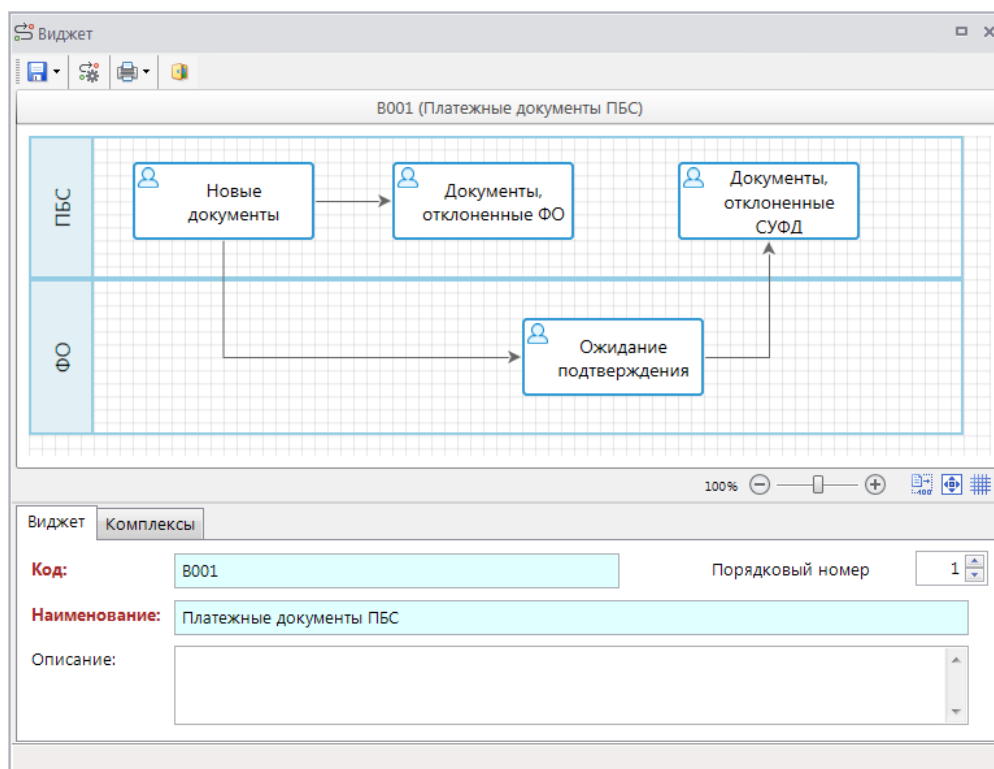 Виджет
В001 (Платежные документы ПБС)
ПБС
Новые
документы
Документы,
отклоненные ФО
Документы,
отклоненные
СУФД
ФО
Ожидание
подтверждения
100%
Виджет
Комплексы
Код:
В001
Порядковый номер
1
Наименование:
Платежные документы ПБС
Описание: